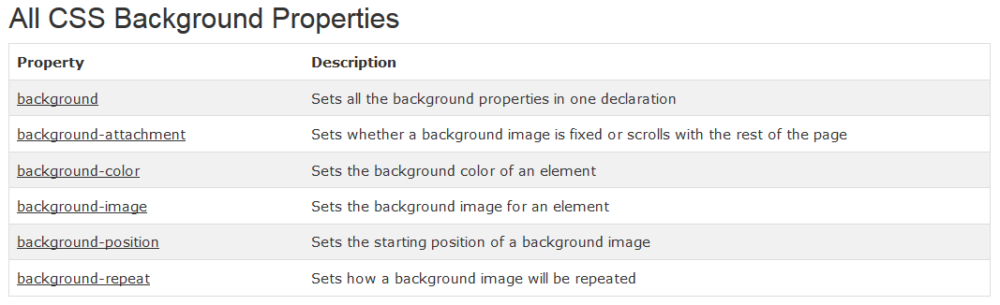 All CSS Background Properties
Property Description
background Sets all the background properties in one declaration
background-attachment Sets whether a background image is fixed or scrolls with the rest of the page
background-color Sets the background color of an element
background-image Sets the background image for an element
background-position Sets the starting position of a background image
background-repeat Sets how a background image will be repeated